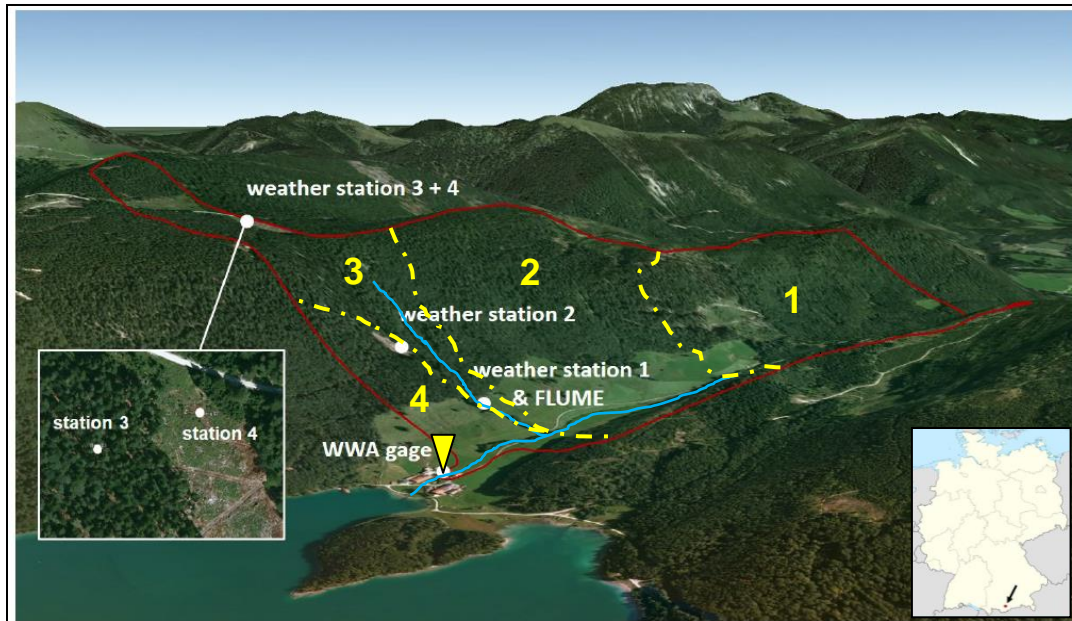 weather station 3 + 4
3
2
1
weather station 2
weather station 1
& FLUME
4
WWA gage
station 3
station 4